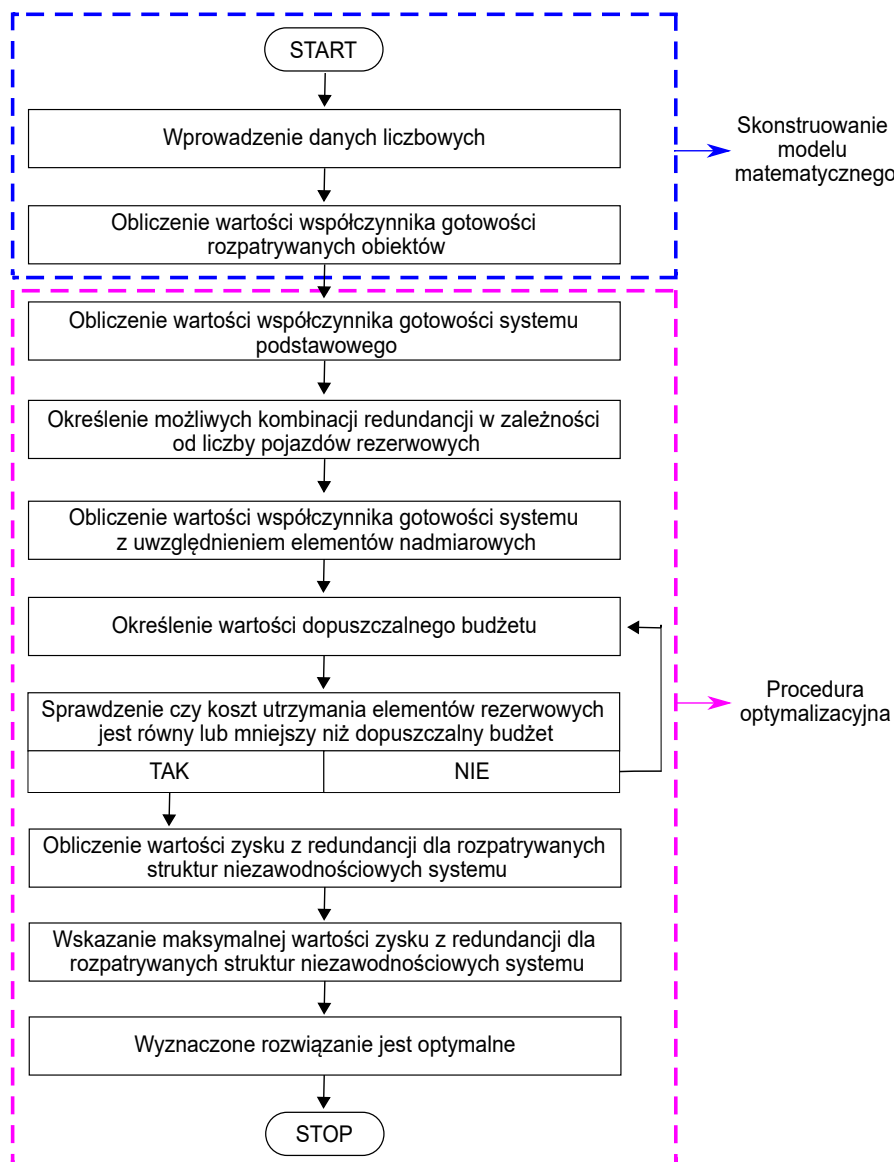 START
Wprowadzenie danych liczbowych
Obliczenie wartości współczynnika gotowości
rozpatrywanych obiektów
Skonstruowanie
modelu
matematycznego
Obliczenie wartości współczynnika gotowości systemu
podstawowego
Określenie możliwych kombinacji redundancji w zależności
od liczby pojazdów rezerwowych
Obliczenie wartości współczynnika gotowości systemu
z uwzględnieniem elementów nadmiarowych
Określenie wartości dopuszczalnego budżetu
Sprawdzenie czy koszt utrzymania elementów rezerwowych
jest równy lub mniejszy niż dopuszczalny budżet
TAK
NIE
Procedura
optymalizacyjna
Obliczenie wartości zysku z redundancji dla rozpatrywanych
struktur niezawodnościowych systemu
Wskazanie maksymalnej wartości zysku z redundancji dla
rozpatrywanych struktur niezawodnościowych systemu
Wyznaczone rozwiązanie jest optymalne
STOP